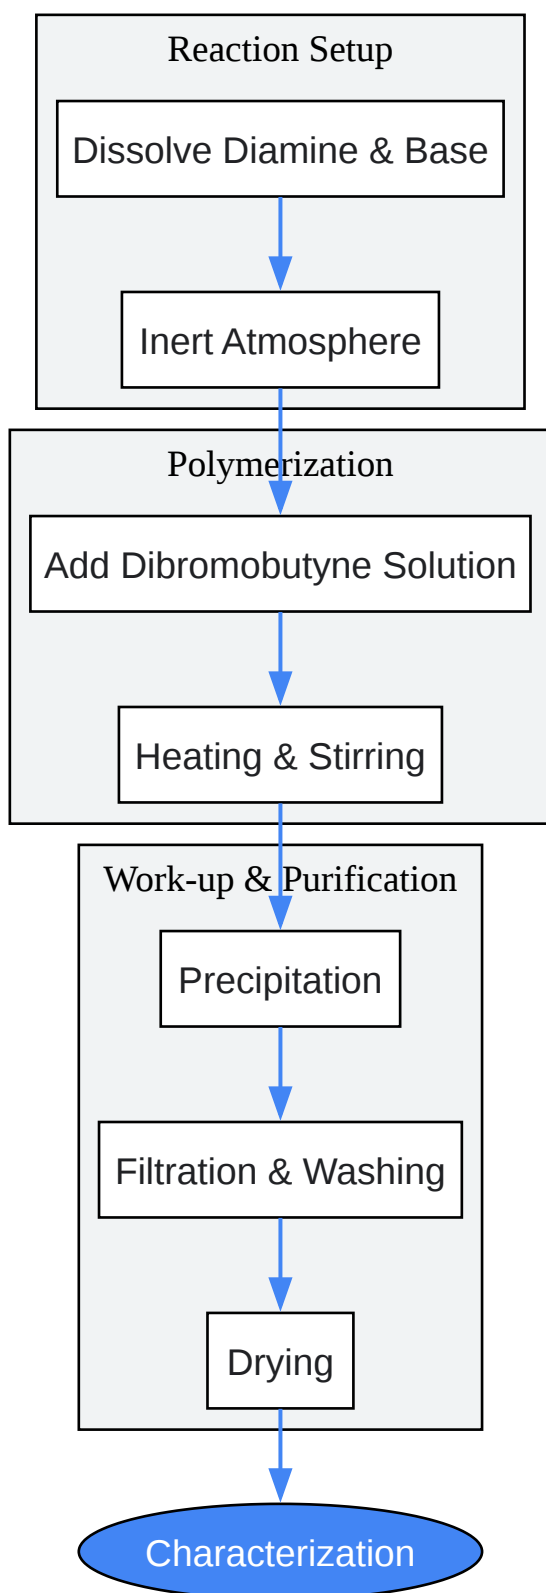 Reaction Setup
Dissolve Diamine & Base
Inert Atmosphere
Polymerization
Add Dibromobutyne Solution
Heating & Stirring
Work-up & Purification
Precipitation
Filtration & Washing
Drying
Characterization